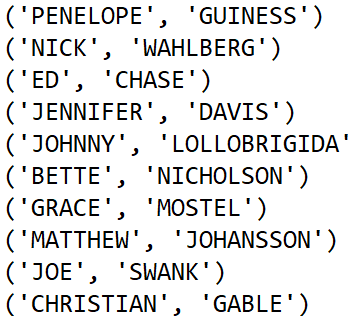 ('PENELOPE', 'GUINESS')
('NICK', 'WAHLBERG')
('ED', 'CHASE')
('JENNIFER', 'DAVIS')
('JOHNNY', 'LOLLOBRIGIDA'
('BETTE', 'NICHOLSON')
('GRACE', 'MOSTEL')
('MATTHEW', 'JOHANSSON')
('JOE', 'SWANK')
('CHRISTIAN', 'GABLE')